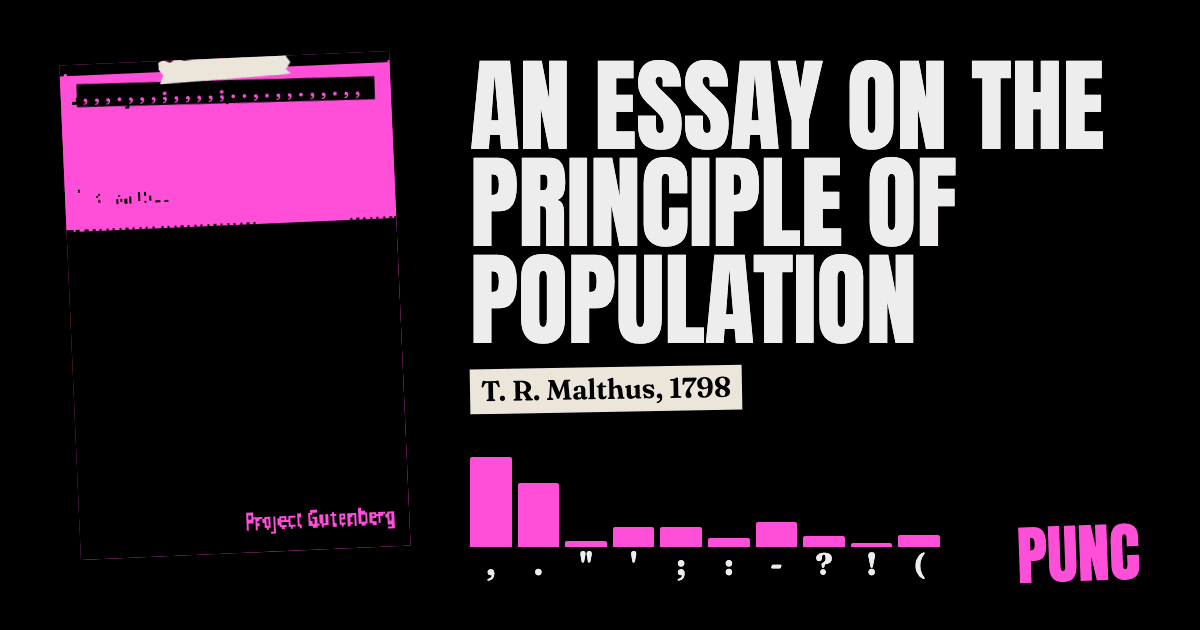 ,,,.,,,;,,,,;..,.,,.,,.,,
AN ESSAY ON THE
PRINCIPLE OF
POPULATION
T. R. Malthus, 1798
, . " ' ; : - ? ! (
Project Gutenberg
PUNC